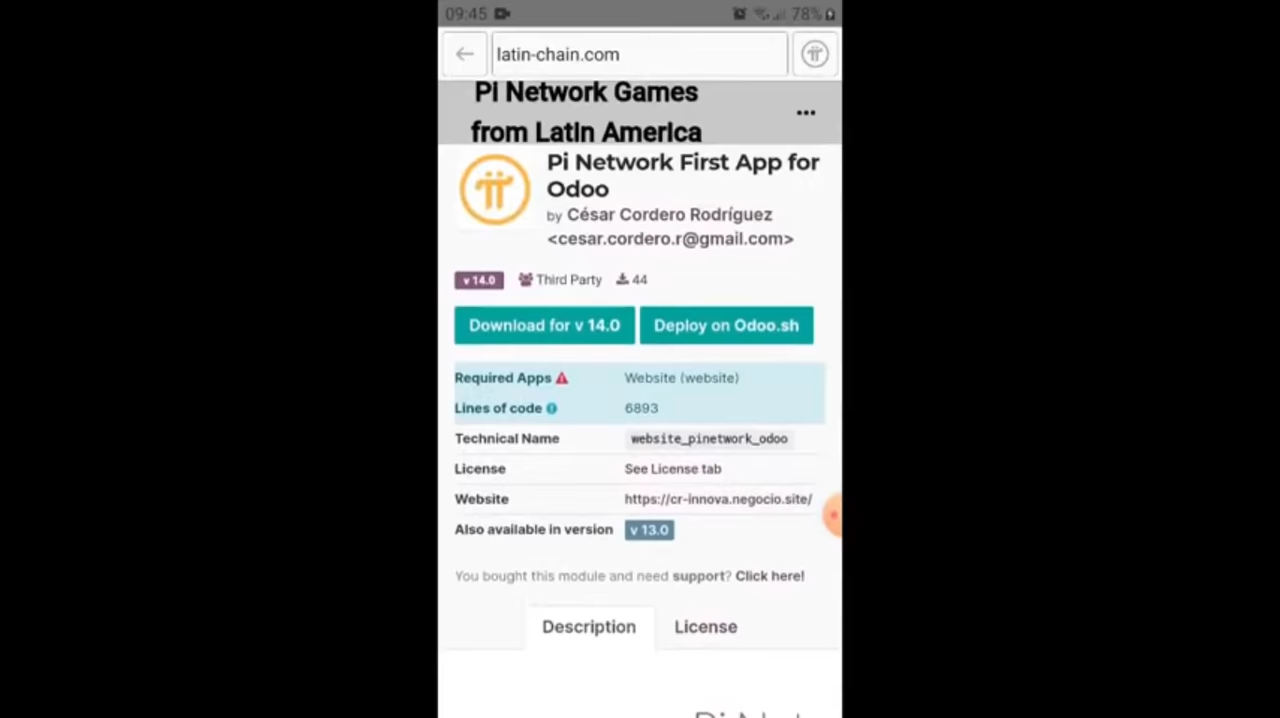 09:45 78%
latin-chain.com
Pi Network Games
from Latin America
Pi Network First App for
Odoo
by César Cordero Rodríguez
<cesar.cordero.r@gmail.com>
v 14.0 Third Party 44
Download for v 14.0 Deploy on Odoo.sh
Required Apps Website (website)
Lines of code 6893
Technical Name website_pinetwork_odoo
License See License tab
Website https://cr-innova.negocio.site/
Also available in version v 13.0
You bought this module and need support? Click here!
Description License